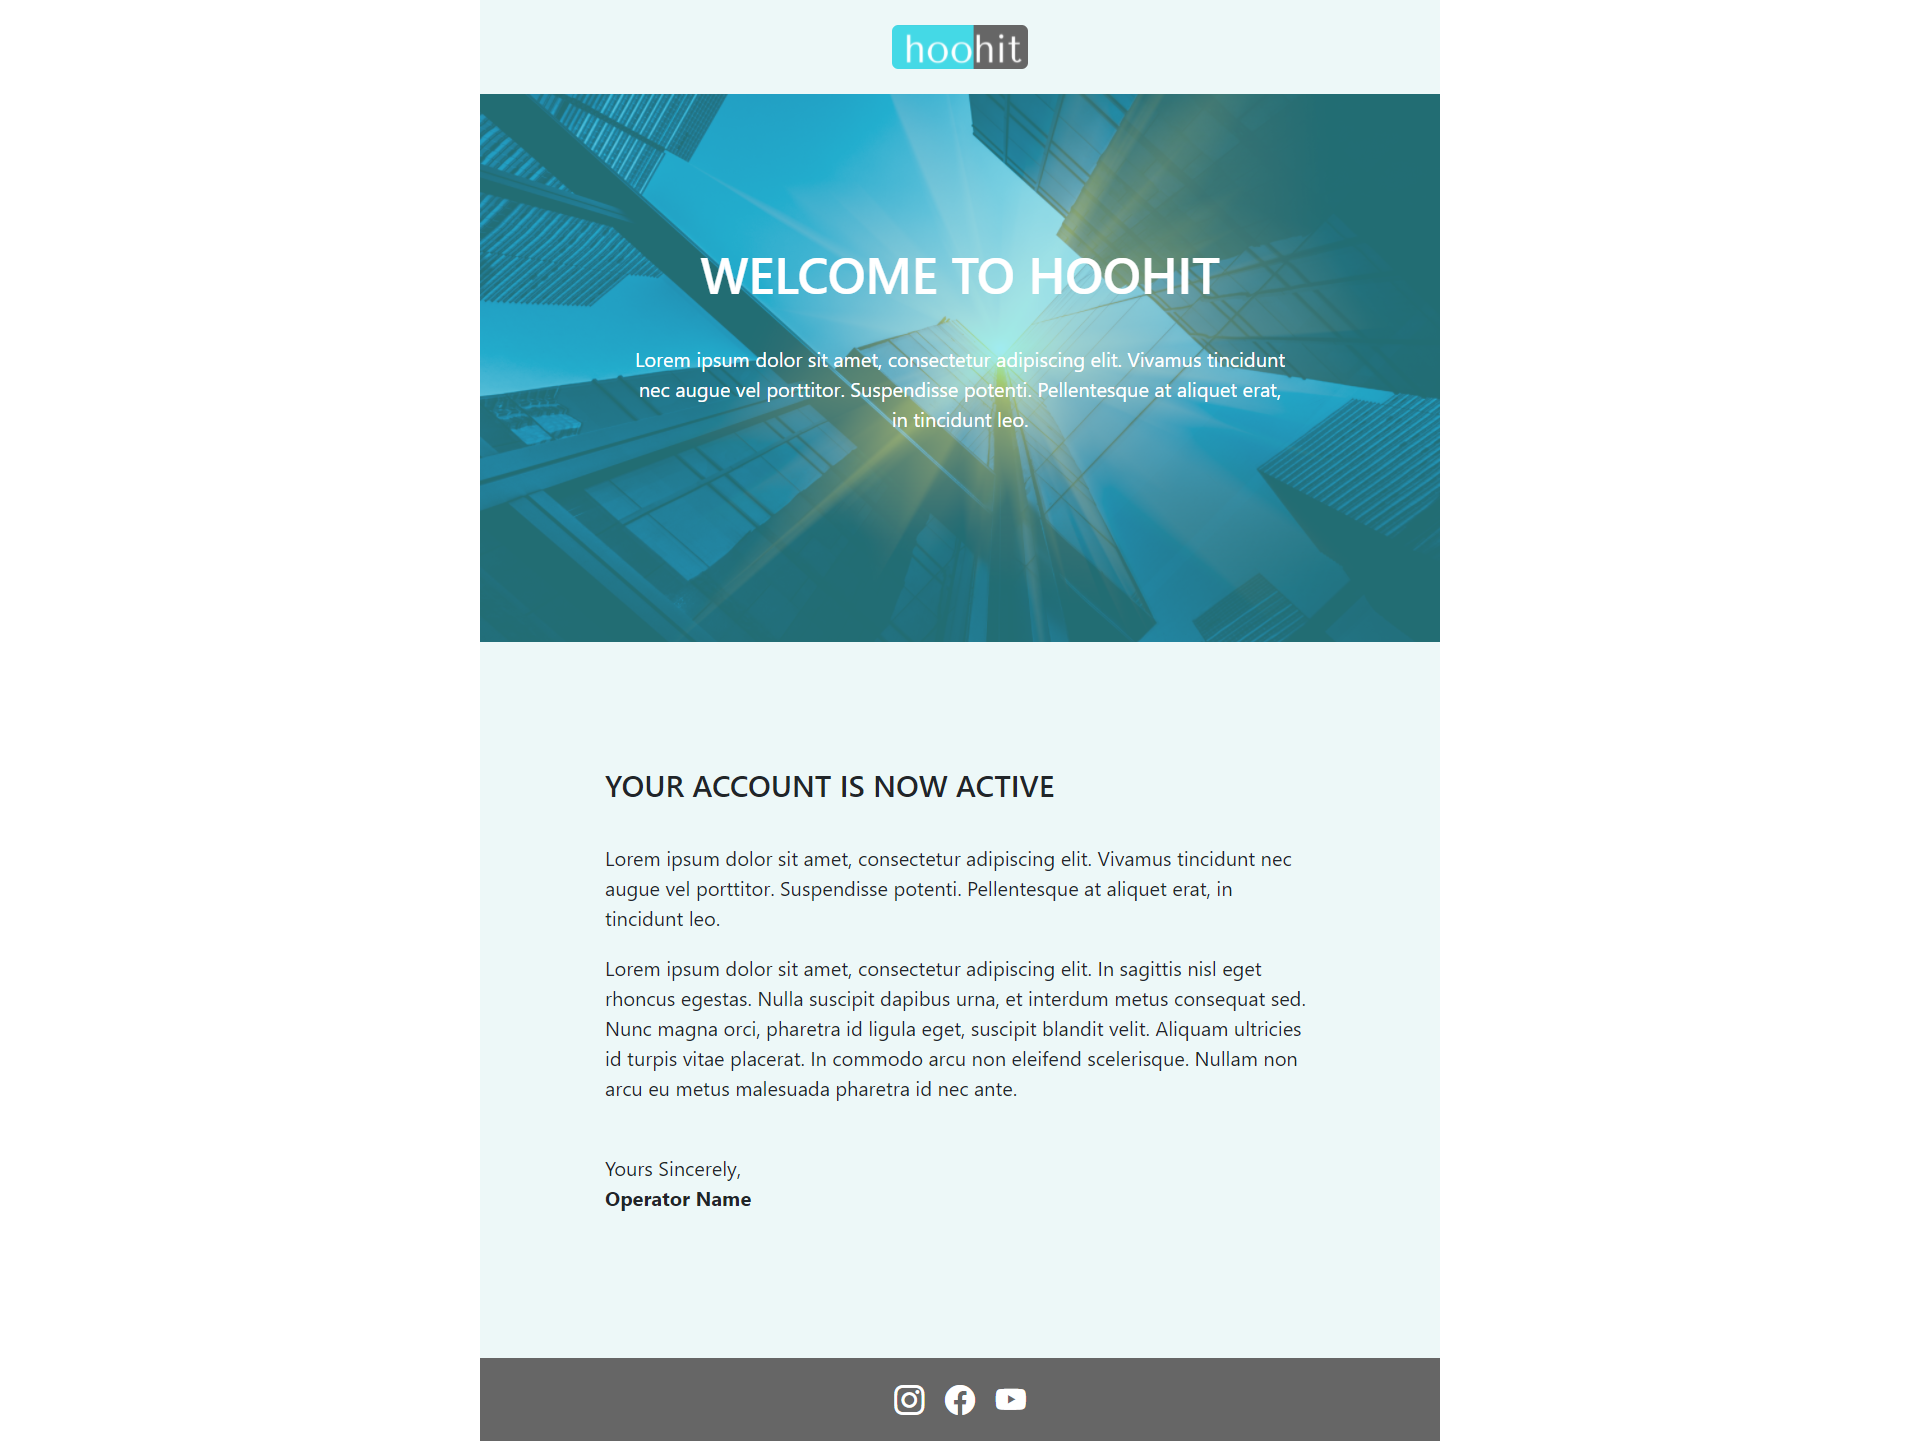 hoohit
WELCOME TO HOOHIT
Lorem ipsum dolor sit amet, consectetur adipiscing elit. Vivamus tincidunt
nec augue vel porttitor. Suspendisse potenti. Pellentesque at aliquet erat,
in tincidunt leo.
YOUR ACCOUNT IS NOW ACTIVE
Lorem ipsum dolor sit amet, consectetur adipiscing elit. Vivamus tincidunt nec
augue vel porttitor. Suspendisse potenti. Pellentesque at aliquet erat, in
tincidunt leo.
Lorem ipsum dolor sit amet, consectetur adipiscing elit. In sagittis nisl eget
rhoncus egestas. Nulla suscipit dapibus urna, et interdum metus consequat sed.
Nunc magna orci, pharetra id ligula eget, suscipit blandit velit. Aliquam ultricies
id turpis vitae placerat. In commodo arcu non eleifend scelerisque. Nullam non
arcu eu metus malesuada pharetra id nec ante.
Yours Sincerely,
Operator Name